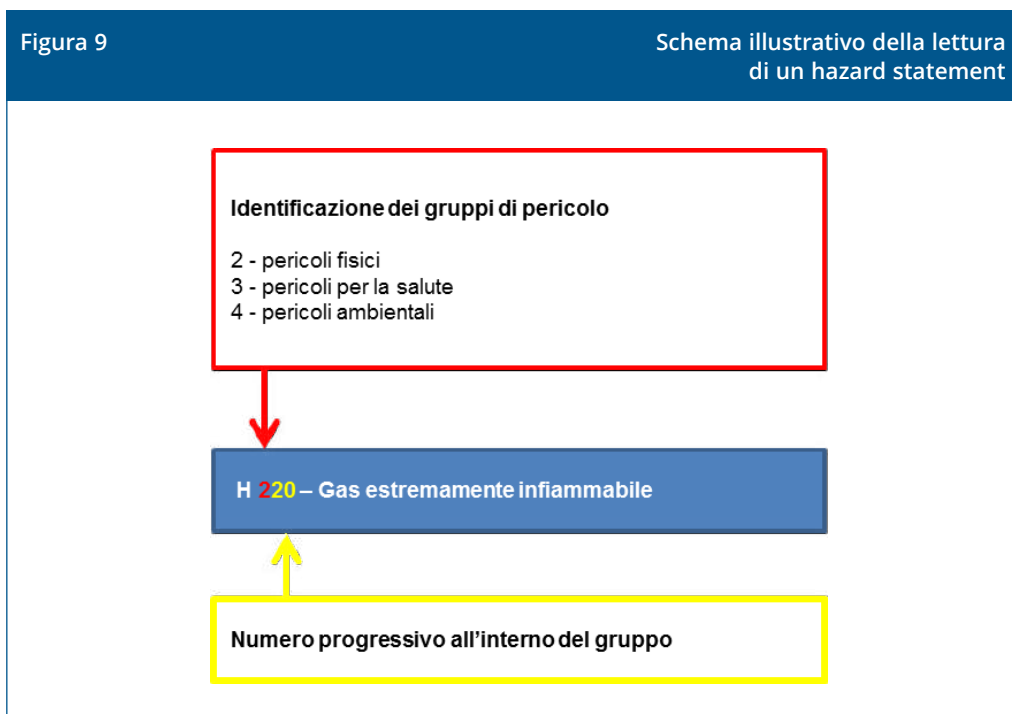 Figura 9
Schema illustrativo della lettura
di un hazard statement
Identificazione dei gruppi di pericolo
2 - pericoli fisici
3 - pericoli per la salute
4 - pericoli ambientali
H 220 – Gas estremamente infiammabile
Numero progressivo all'interno del gruppo